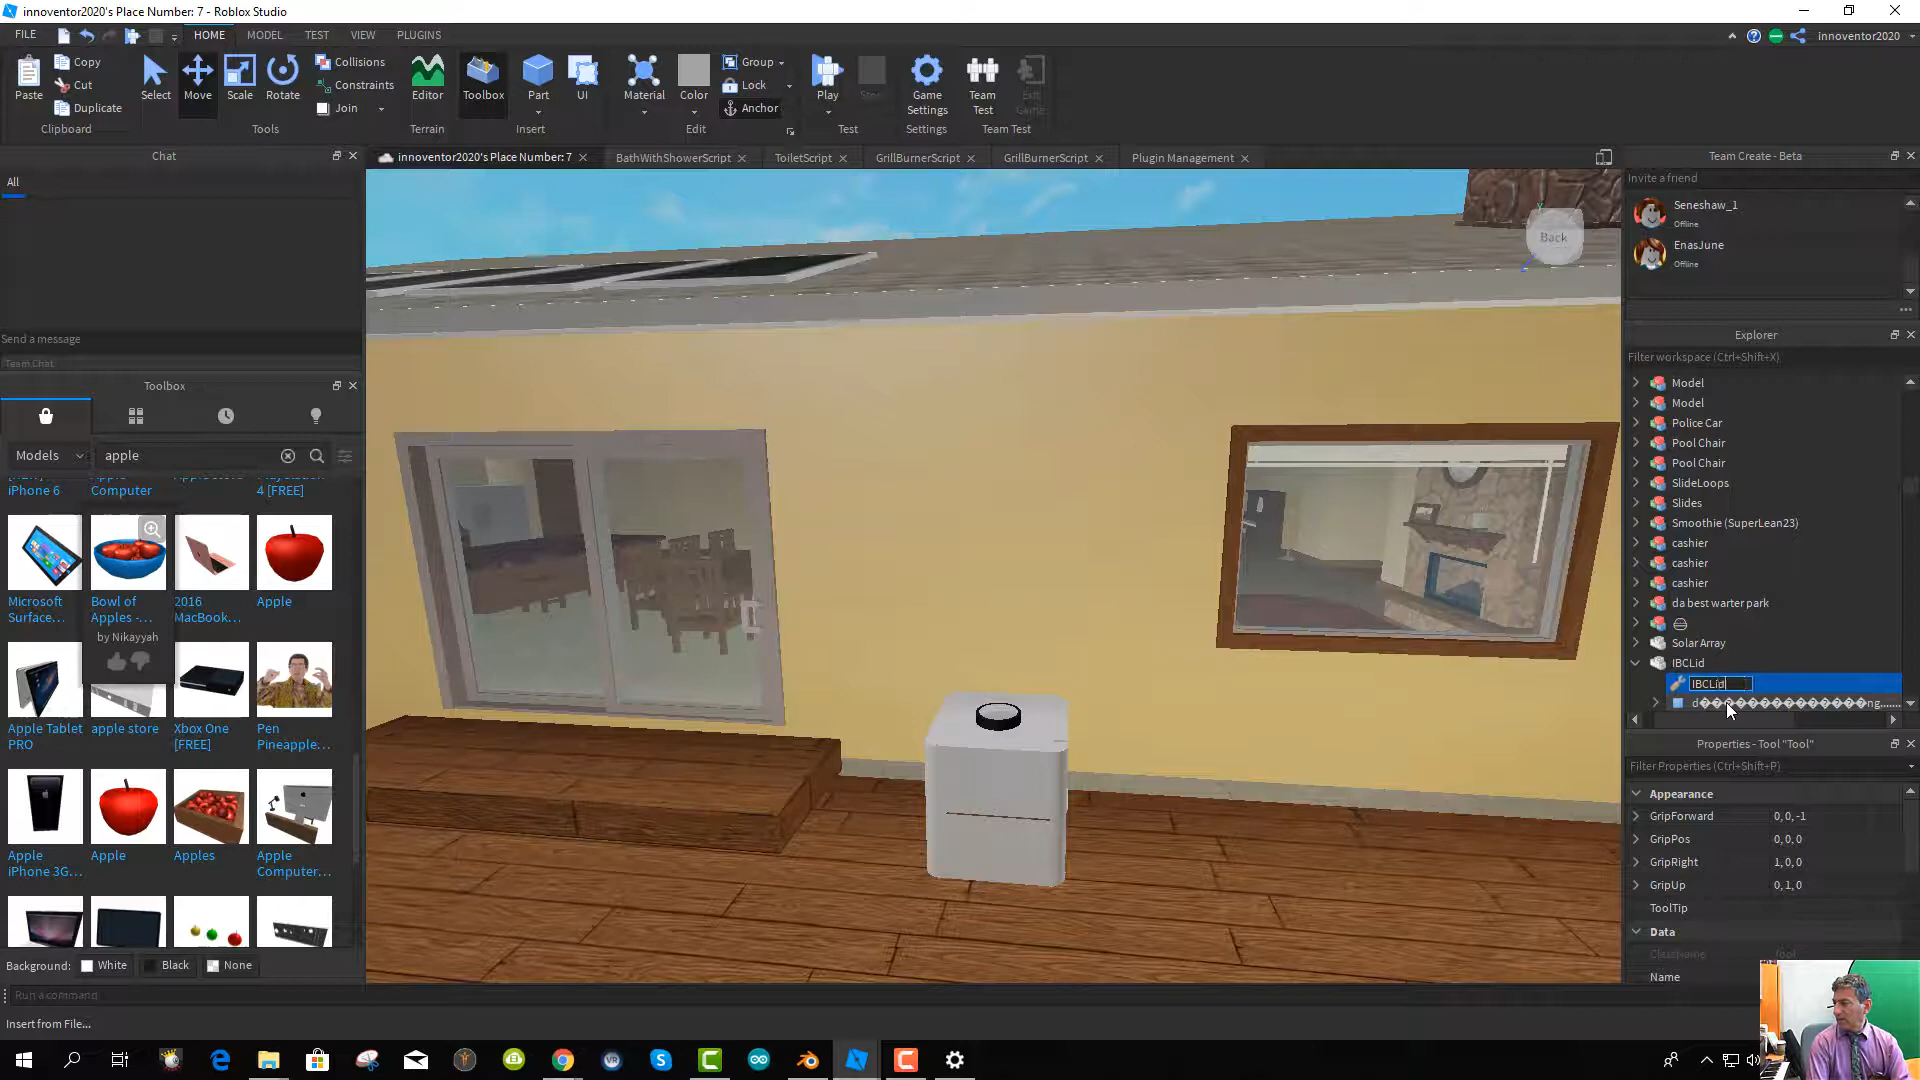 innoventor2020's Place Number: 7 - Roblox Studio
FILE
HOME
MODEL
TEST
VIEW
PLUGINS
innoventor2020
Paste
Copy
Cut
Duplicate
Clipboard
Select
Move
Scale
Rotate
Collisions
Constraints
Join
Tools
Editor
Terrain
Toolbox
Part
UI
Insert
Material
Color
Group
Lock
Anchor
Edit
Play
Test
Game
Settings
Settings
Team
Test
Exit
Game
Team Test
Chat
innoventor2020's Place Number: 7
BathWithShowerScript
ToiletScript
GrillBurnerScript
GrillBurnerScript
Plugin Management
All
Send a message
Team Chat
Toolbox
Models
apple
iPhone 6
Apple
Computer
4 [FREE]
Microsoft
Surface...
Bowl of
Apples -...
by Nikayyah
2016
MacBook...
Apple
Apple Tablet
PRO
apple store
Xbox One
[FREE]
Pen
Pineapple...
Apple
iPhone 3G...
Apple
Apples
Apple
Computer...
Background:
White
Black
None
Run a command
Insert from File...
Back
Team Create - Beta
Invite a friend
Seneshaw_1
Offline
EnasJune
Offline
Explorer
Filter workspace (Ctrl+Shift+X)
Model
Model
Police Car
Pool Chair
Pool Chair
SlideLoops
Slides
Smoothie (SuperLean23)
cashier
cashier
cashier
da best warter park
Solar Array
IBCLid
IBCLid
Properties - Tool "Tool"
Filter Properties (Ctrl+Shift+P)
Appearance
GripForward
0, 0, -1
GripPos
0, 0, 0
GripRight
1, 0, 0
GripUp
0, 1, 0
ToolTip
Data
ClassName
Tool
Name